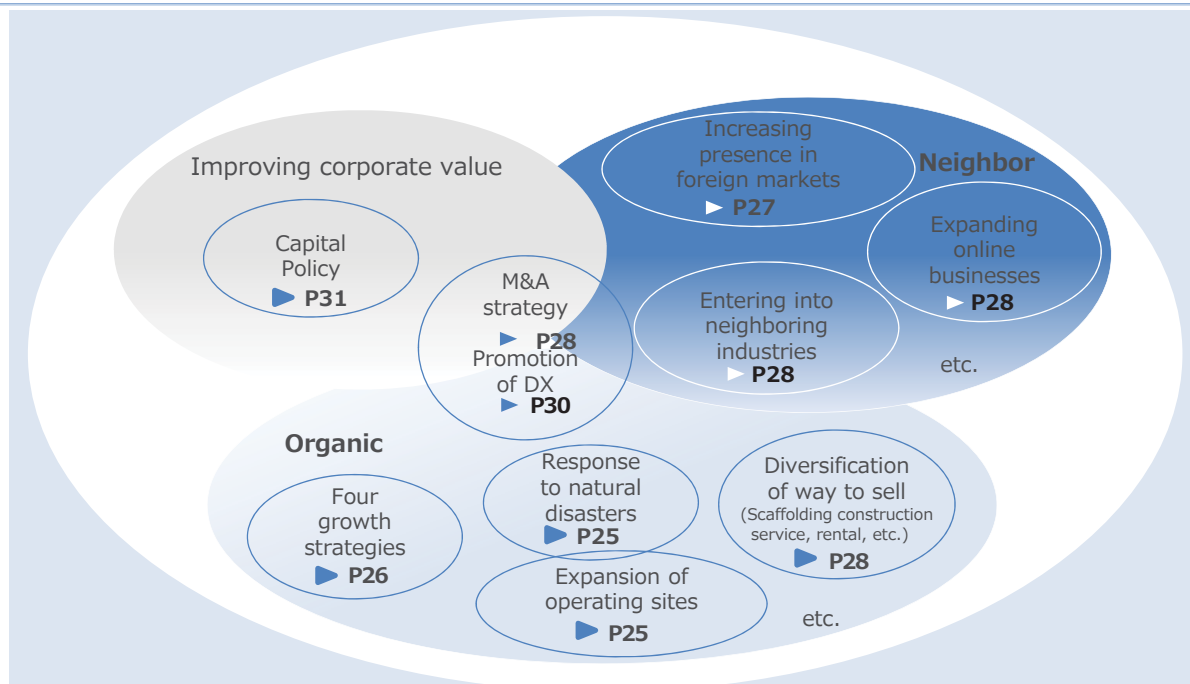 Improving corporate value
Capital
Policy
P31
M&A
strategy
P28
Promotion
of DX
P30
Increasing
presence in
foreign markets
P27
Neighbor
Expanding
online
businesses
P28
Entering into
neighboring
industries
P28
etc.
Organic
Four
growth
strategies
P26
Response
to natural
disasters
P25
Diversification
of way to sell
(Scaffolding construction
service, rental, etc.)
P28
Expansion of
operating sites
P25
etc.